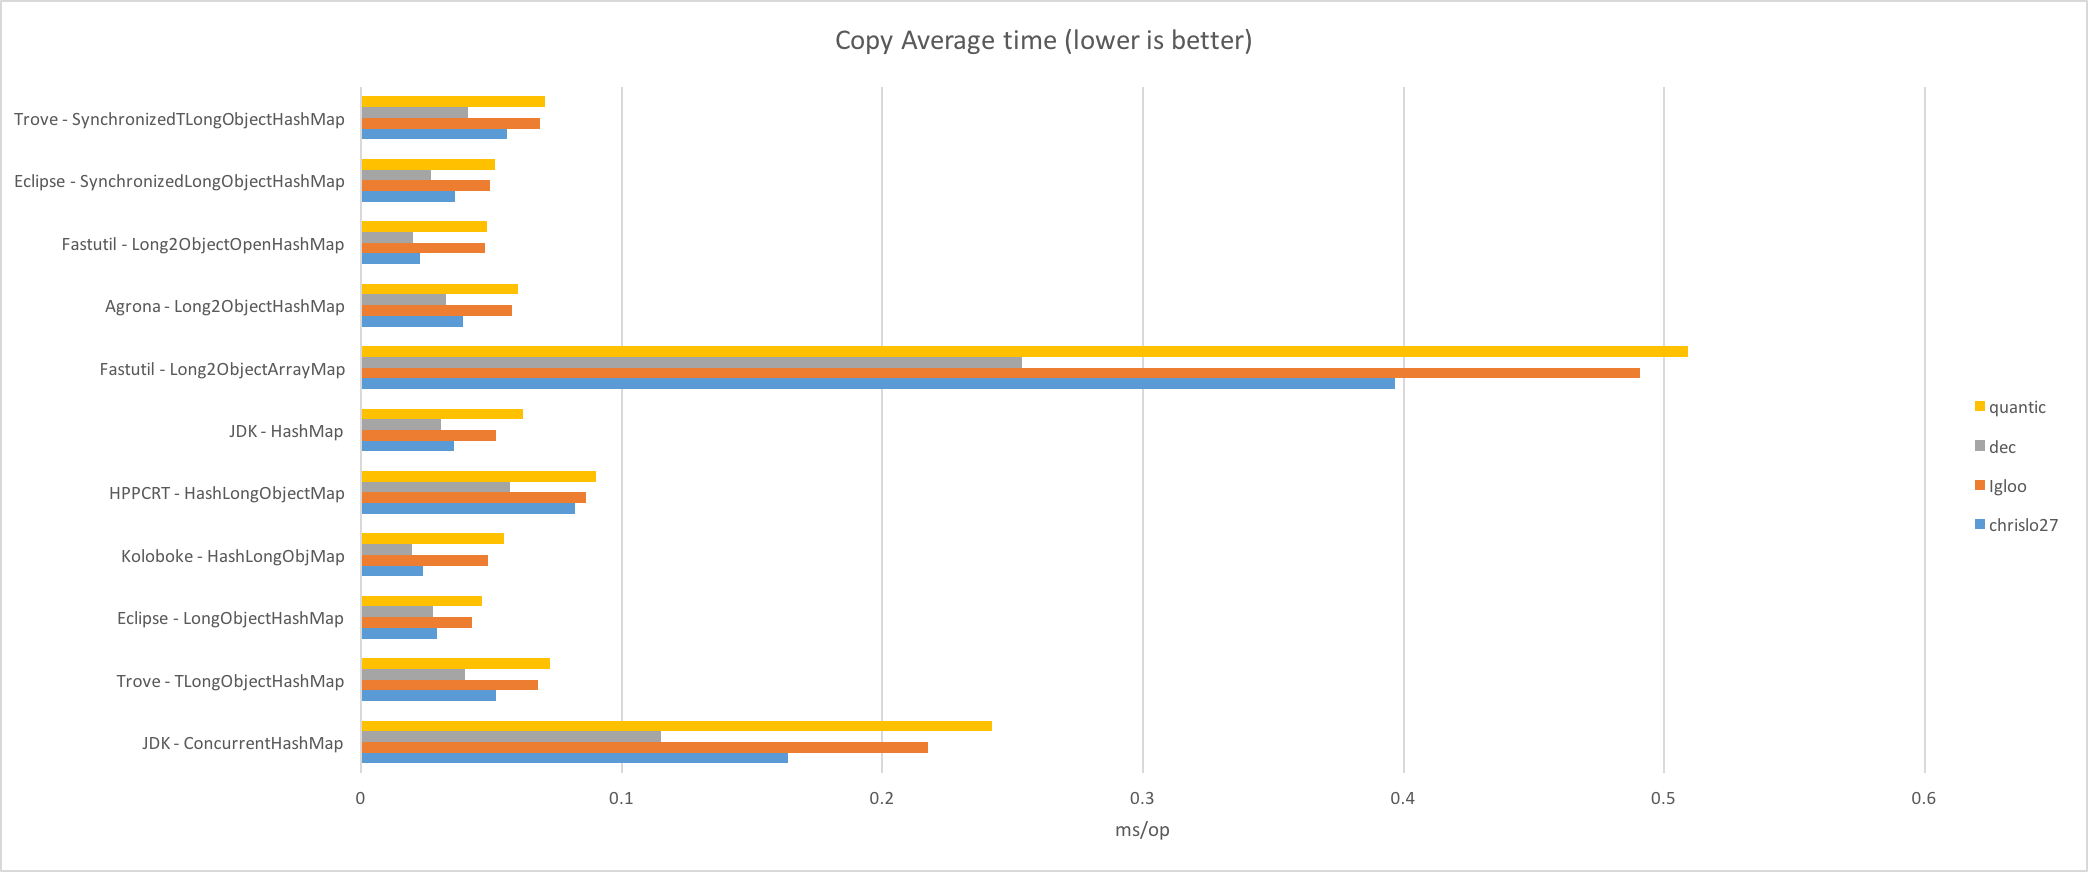 Copy Average time (lower is better)
Trove - SynchronizedTLongObjectHashMap
Eclipse - SynchronizedLongObjectHashMap
Fastutil - Long2ObjectOpenHashMap
Agrona - Long2ObjectHashMap
Fastutil - Long2ObjectArrayMap
JDK - HashMap
HPPCRT - HashLongObjectMap
Koloboke - HashLongObjMap
Eclipse - LongObjectHashMap
Trove - TLongObjectHashMap
JDK - ConcurrentHashMap
0 0.1 0.2 0.3 0.4 0.5 0.6
ms/op
quantic
dec
Igloo
chrislo27